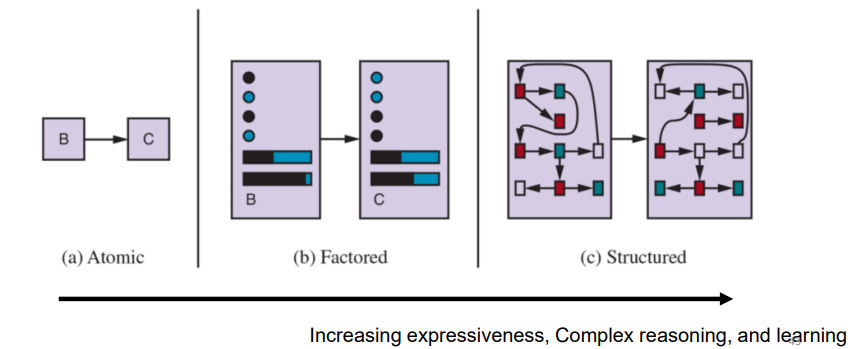 B
C
B
C
(a) Atomic
(b) Factored
(c) Structured
Increasing expressiveness, Complex reasoning, and learning